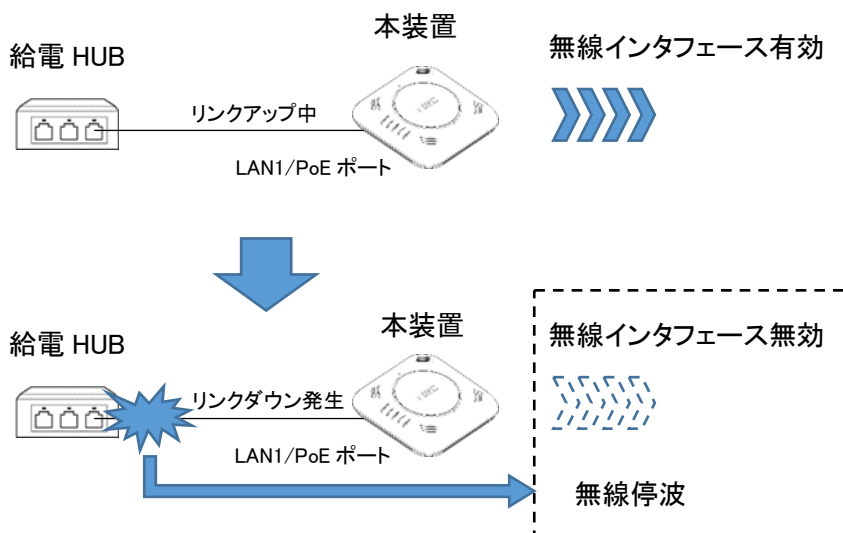 本装置
給電 HUB
無線インタフェース有効
リンクアップ中
LAN1/PoE ポート
本装置
給電 HUB
無線インタフェース無効
リンクダウン発生
LAN1/PoE ポート
無線停波